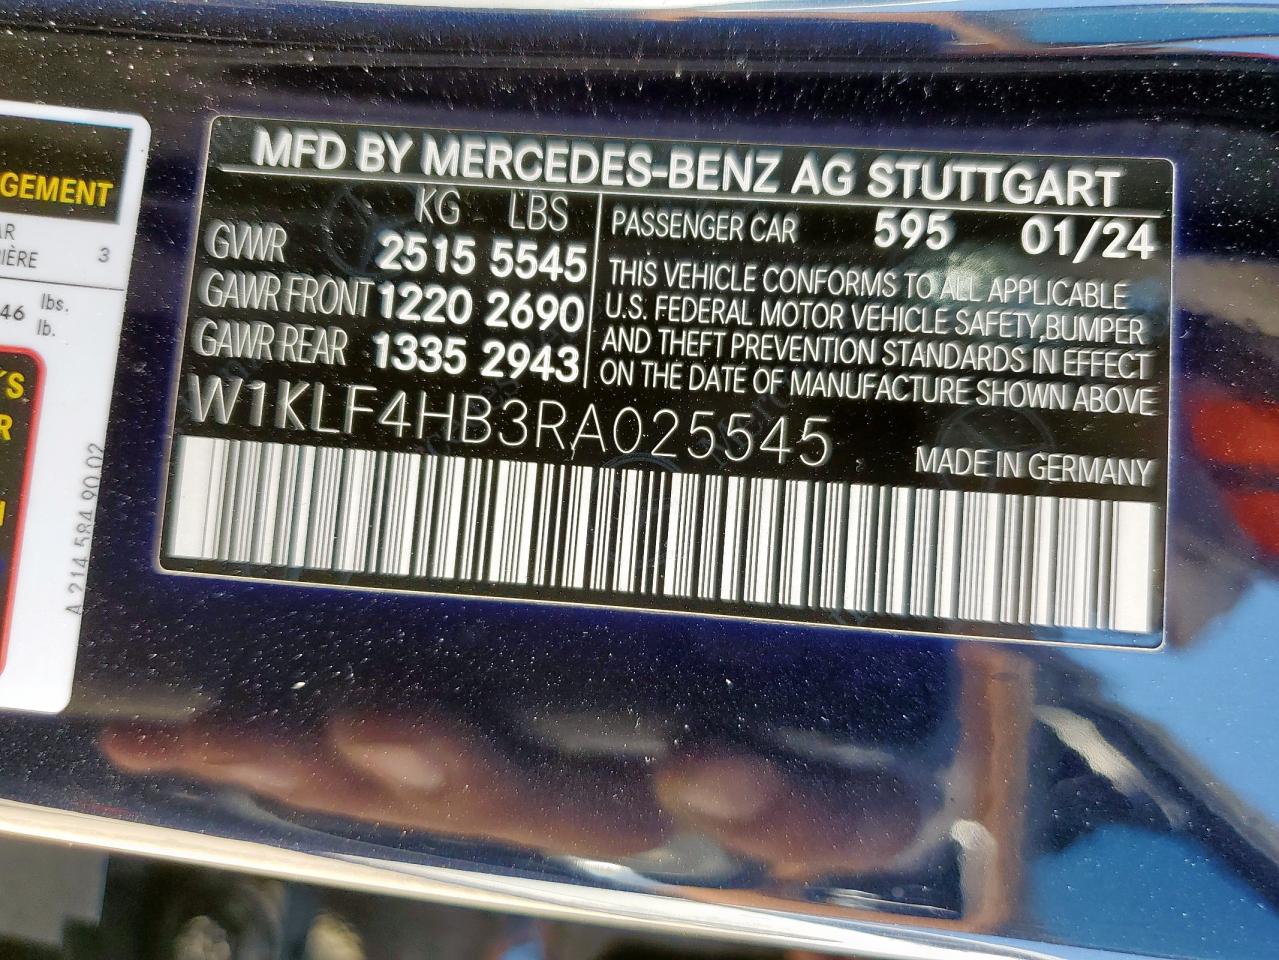 GEMENT
AR
IÈRE 3
46 lbs.
lb.
KS
R
A 214 584 90 02
MFD BY MERCEDES-BENZ AG STUTTGART
KG LBS
GVWR 2515 5545
GAWR FRONT 1220 2690
GAWR REAR 1335 2943
PASSENGER CAR 595 01/24
THIS VEHICLE CONFORMS TO ALL APPLICABLE
U.S. FEDERAL MOTOR VEHICLE SAFETY,BUMPER
AND THEFT PREVENTION STANDARDS IN EFFECT
ON THE DATE OF MANUFACTURE SHOWN ABOVE
W1KLF4HB3RA025545
MADE IN GERMANY